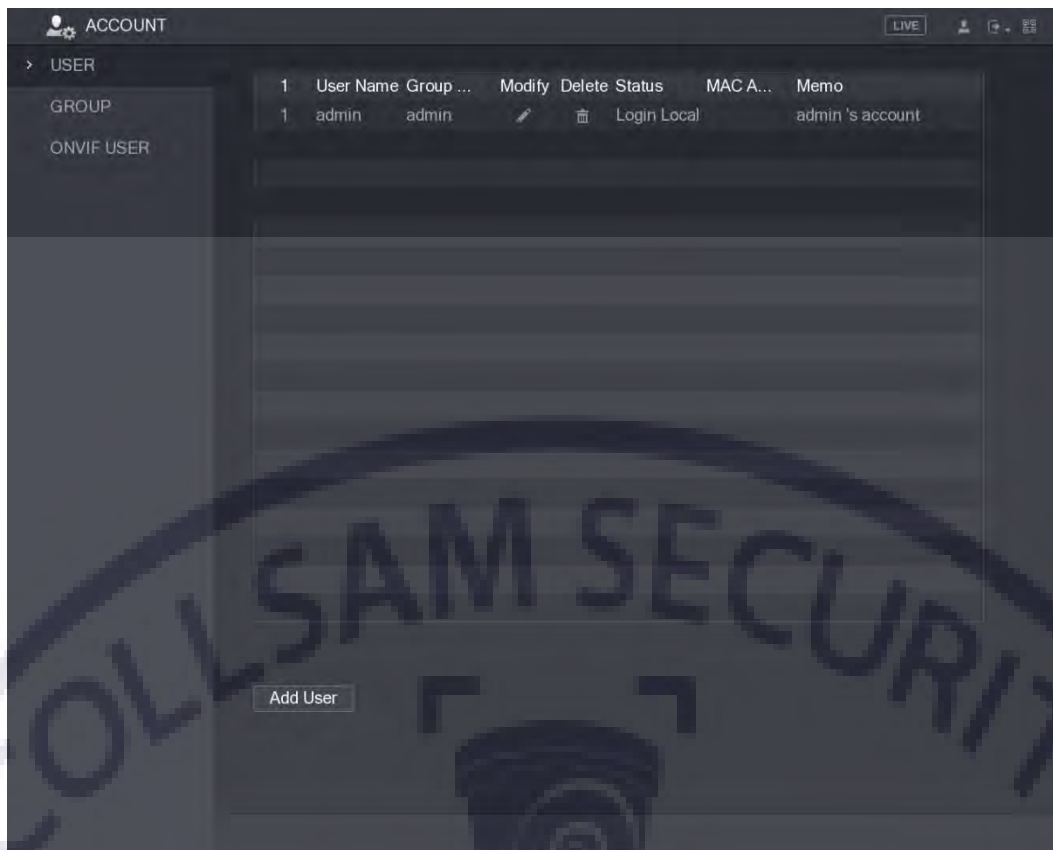 ACCOUNT LIVE
USER
GROUP
ONVIF USER
1 User Name Group ... Modify Delete Status MAC A... Memo
1 admin admin Login Local admin 's account
Add User
COLLSAM SECURIT